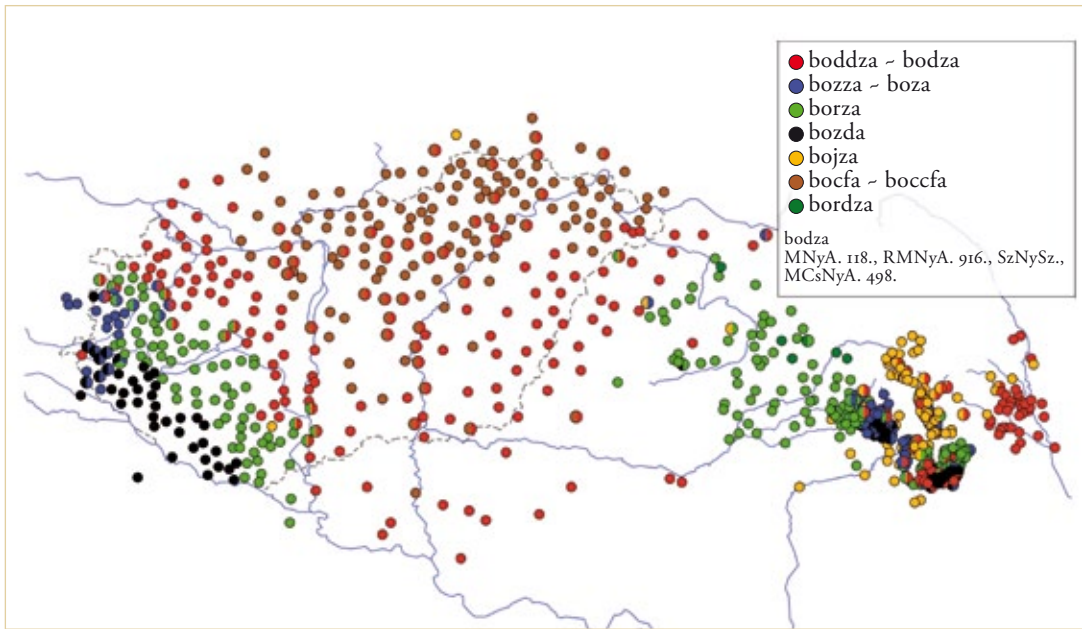 boddza ~ bodza
bozza ~ boza
borza
bozda
bojza
bocfa ~ boccfa
bordza
bodza
MNyA. 118., RMNyA. 916., SzNySz.,
MCsNyA. 498.